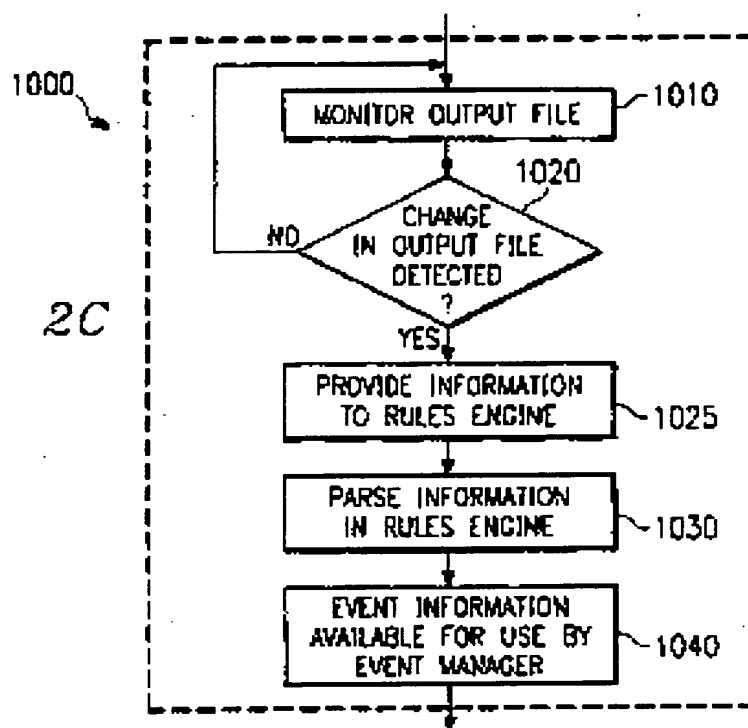 1000
MONITOR OUTPUT FILE
1010
1020
CHANGE
IN OUTPUT FILE
DETECTED
?
NO
2C
YES
PROVIDE INFORMATION
TO RULES ENGINE
1025
PARSE INFORMATION
IN RULES ENGINE
1030
EVENT INFORMATION
AVAILABLE FOR USE BY
EVENT MANAGER
1040